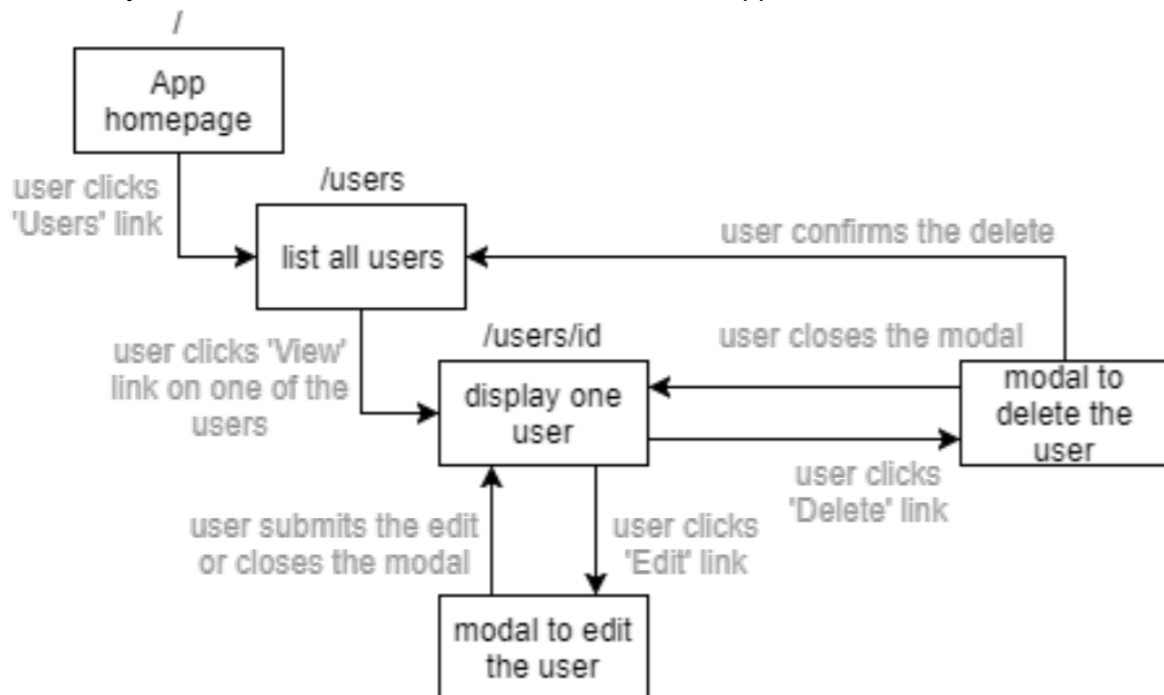 /
App
homepage
user clicks
'Users' link
/users
list all users
user confirms the delete
user clicks 'View'
link on one of the
users
/users/id
display one
user
user closes the modal
modal to
delete the
user
user clicks
'Delete' link
user submits the edit
or closes the modal
user clicks
'Edit' link
modal to edit
the user